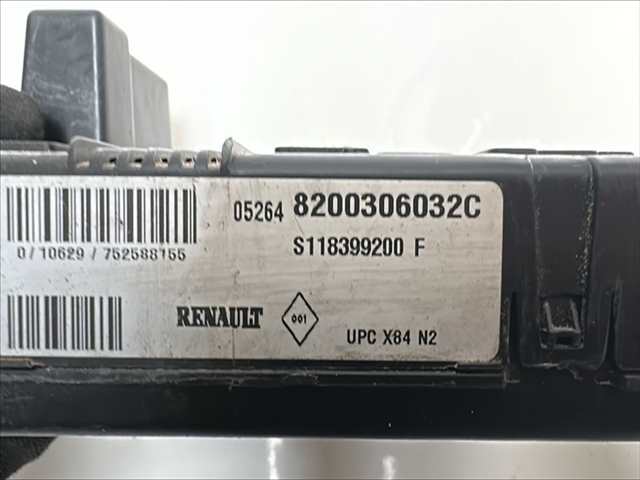 05264 8200306032C
0/10629/752588155
S118399200 F
RENAULT 001 UPC X84 N2